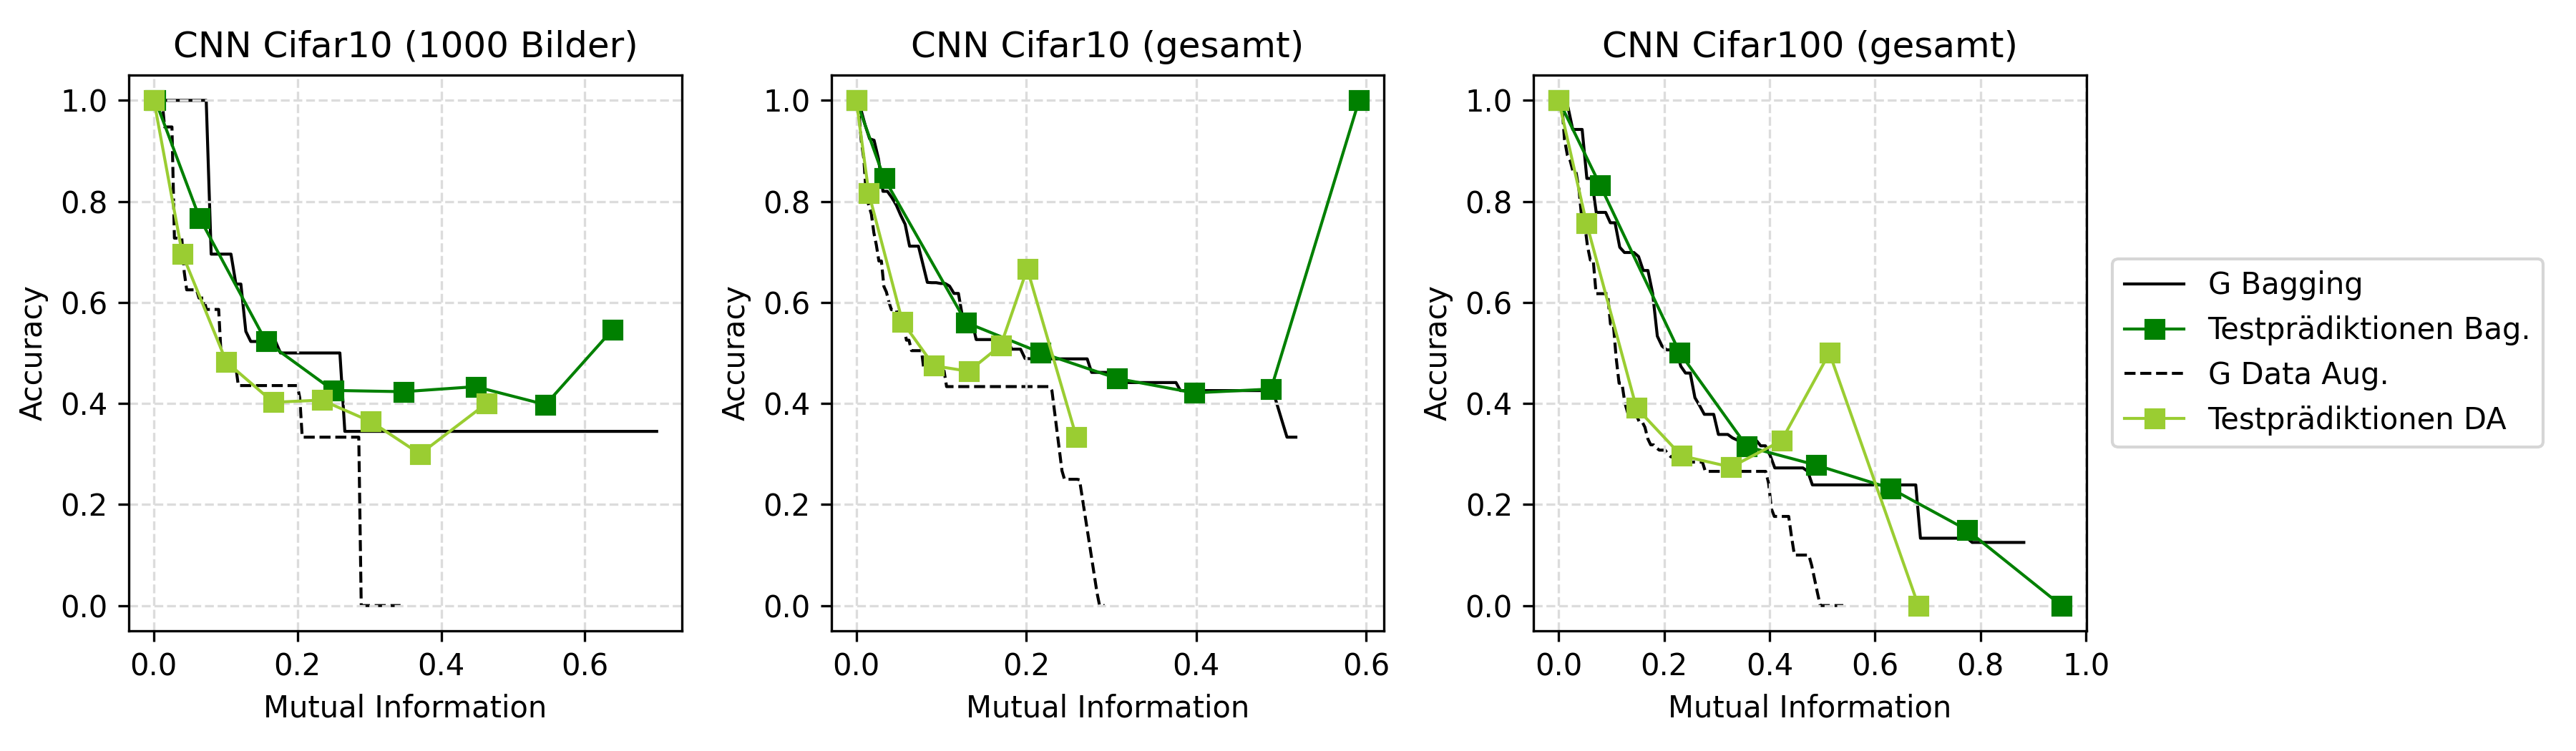 CNN Cifar10 (1000 Bilder)
Accuracy
1.0
0.8
0.6
0.4
0.2
0.0
0.0 0.2 0.4 0.6
Mutual Information
CNN Cifar10 (gesamt)
Accuracy
1.0
0.8
0.6
0.4
0.2
0.0
0.0 0.2 0.4 0.6
Mutual Information
CNN Cifar100 (gesamt)
Accuracy
1.0
0.8
0.6
0.4
0.2
0.0
0.0 0.2 0.4 0.6 0.8 1.0
Mutual Information
G Bagging
Testprädiktionen Bag.
G Data Aug.
Testprädiktionen DA